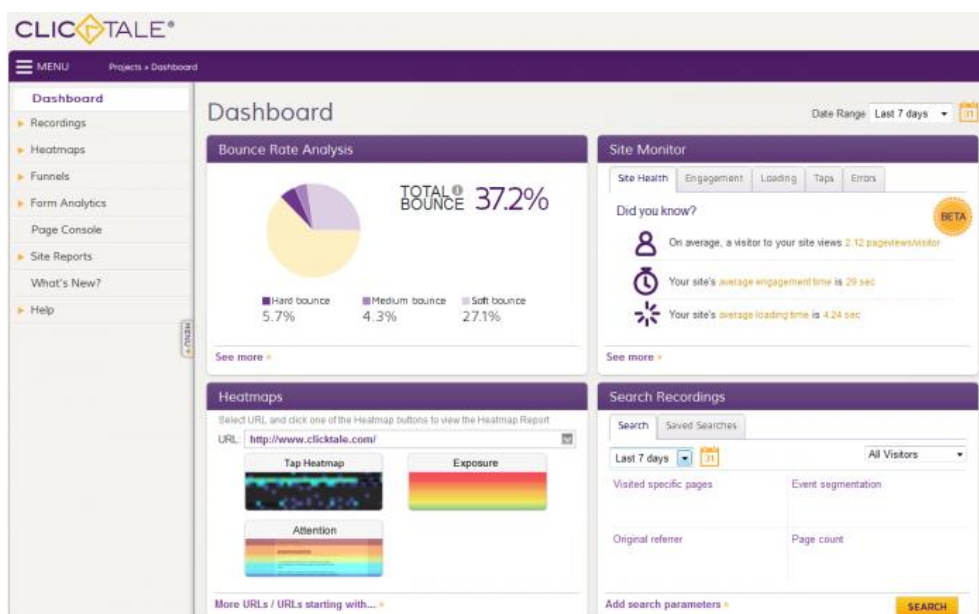 CLICKTALE®
MENU
Projects » Dashboard
Dashboard
Recordings
Heatmaps
Funnels
Form Analytics
Page Console
Site Reports
What's New?
Help
MENU «
Dashboard
Date Range Last 7 days
31
Bounce Rate Analysis
TOTAL BOUNCE 37.2%
Hard bounce Medium bounce Soft bounce
5.7% 4.3% 27.1%
See more »
Site Monitor
Site Health Engagement Loading Taps Errors
Did you know?
BETA
On average, a visitor to your site views 2.12 pageviews/visitor
Your site's average engagement time is 29 sec
Your site's average loading time is 4.24 sec
See more »
Heatmaps
Select URL and click one of the Heatmap buttons to view the Heatmap Report
URL: http://www.clicktale.com/
Tap Heatmap Exposure
Attention
More URLs / URLs starting with... »
Search Recordings
Search Saved Searches
Last 7 days 31 All Visitors
Visited specific pages Event segmentation
Original referrer Page count
Add search parameters » SEARCH